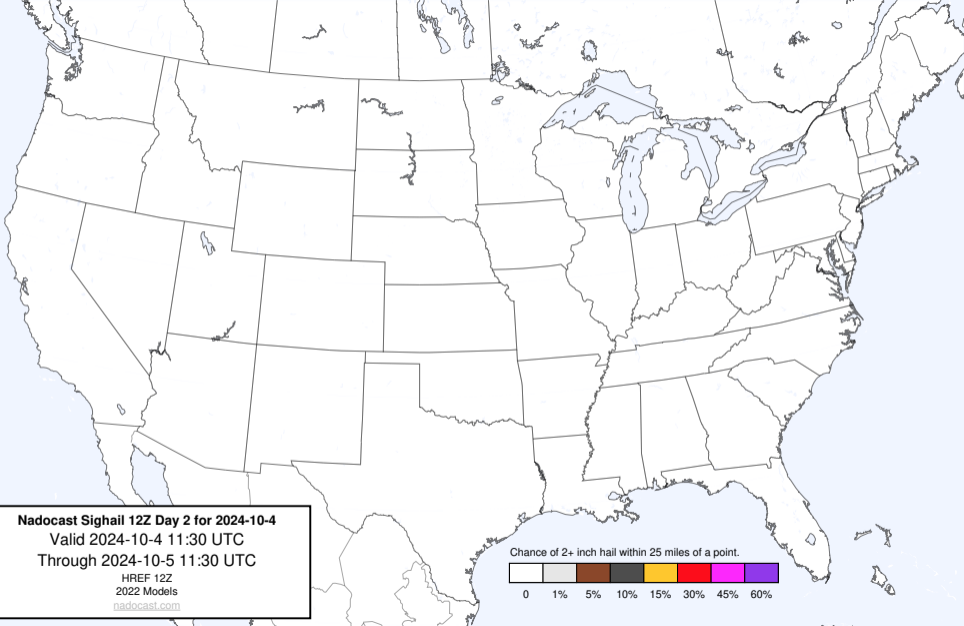 Nadocast Sighail 12Z Day 2 for 2024-10-4
Valid 2024-10-4 11:30 UTC
Through 2024-10-5 11:30 UTC
HREF 12Z
2022 Models
nadocast.com
Chance of 2+ inch hail within 25 miles of a point.
0 1% 5% 10% 15% 30% 45% 60%